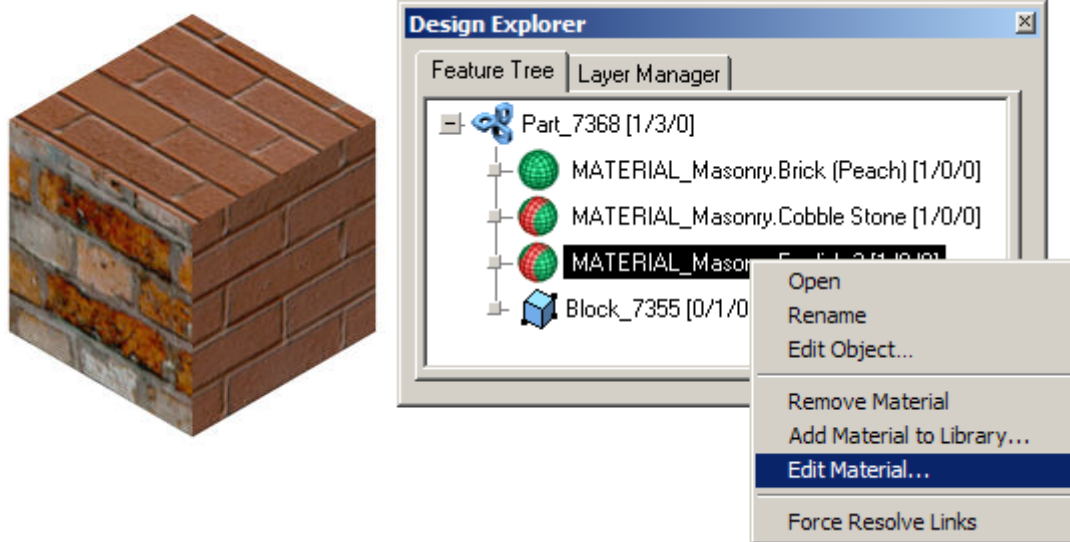 Design Explorer
Feature Tree
Layer Manager
Part_7368 [1/3/0]
MATERIAL_Masonry.Brick (Peach) [1/0/0]
MATERIAL_Masonry.Cobble Stone [1/0/0]
Block_7355 [0/1/0
Open
Rename
Edit Object...
Remove Material
Add Material to Library...
Edit Material...
Force Resolve Links